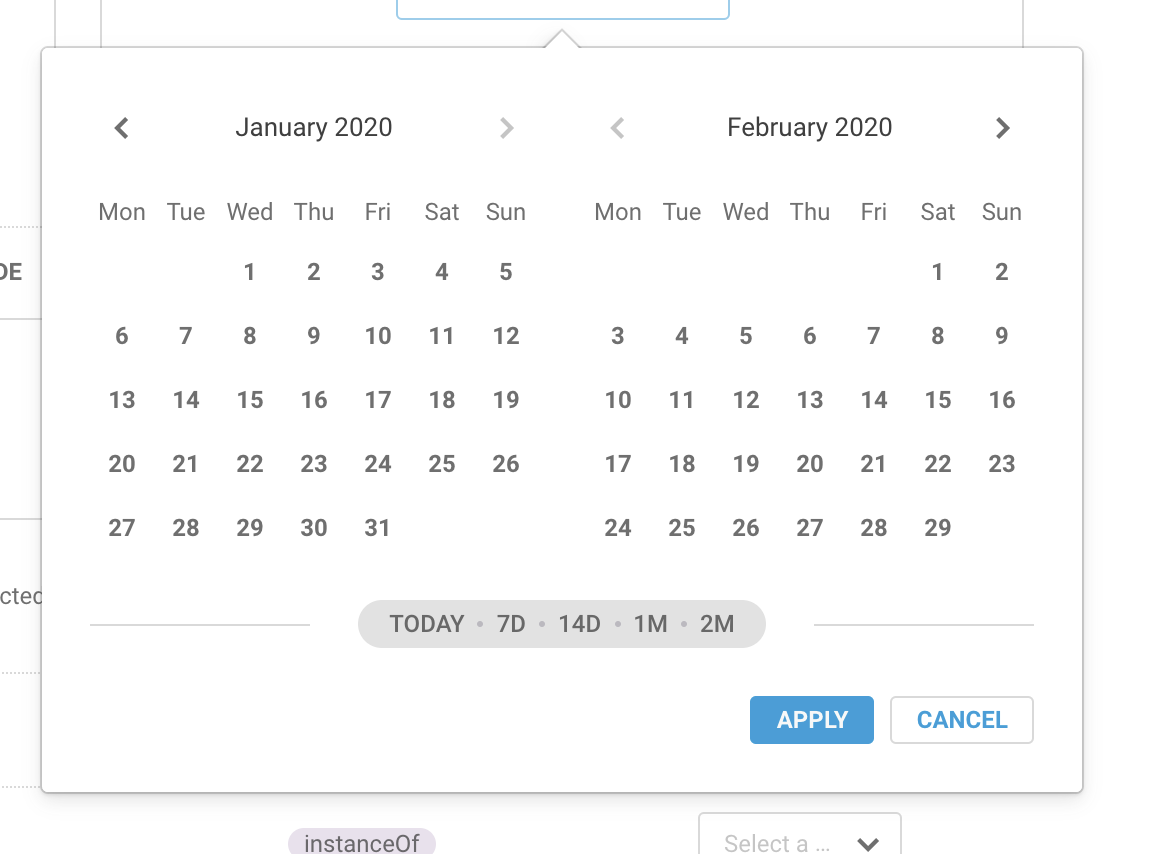 January 2020 February 2020
Mon Tue Wed Thu Fri Sat Sun Mon Tue Wed Thu Fri Sat Sun
DE 1 2 3 4 5 1 2
6 7 8 9 10 11 12 3 4 5 6 7 8 9
13 14 15 16 17 18 19 10 11 12 13 14 15 16
20 21 22 23 24 25 26 17 18 19 20 21 22 23
27 28 29 30 31 24 25 26 27 28 29
cted
TODAY • 7D • 14D • 1M • 2M
APPLY CANCEL
instanceOf Select a ...